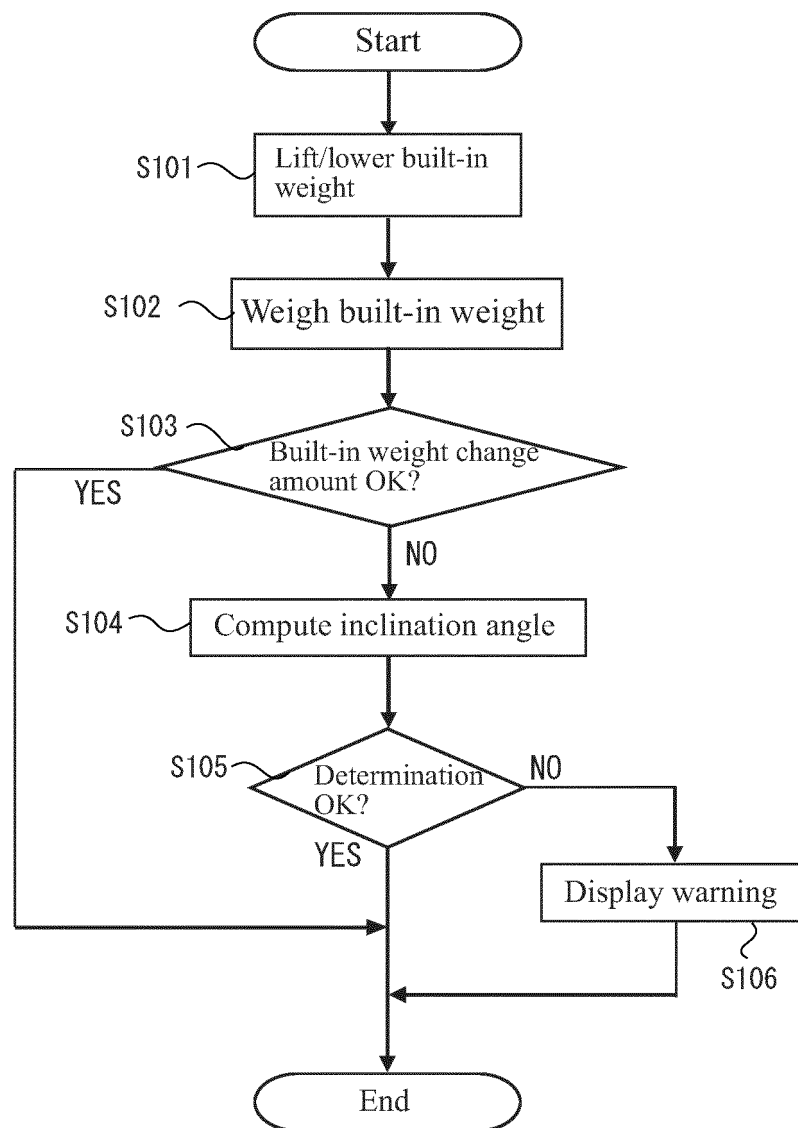 Start
S101
Lift/lower built-in
weight
S102
Weigh built-in weight
S103
Built-in weight change
amount OK?
YES
NO
S104
Compute inclination angle
S105
Determination
OK?
NO
YES
Display warning
S106
End